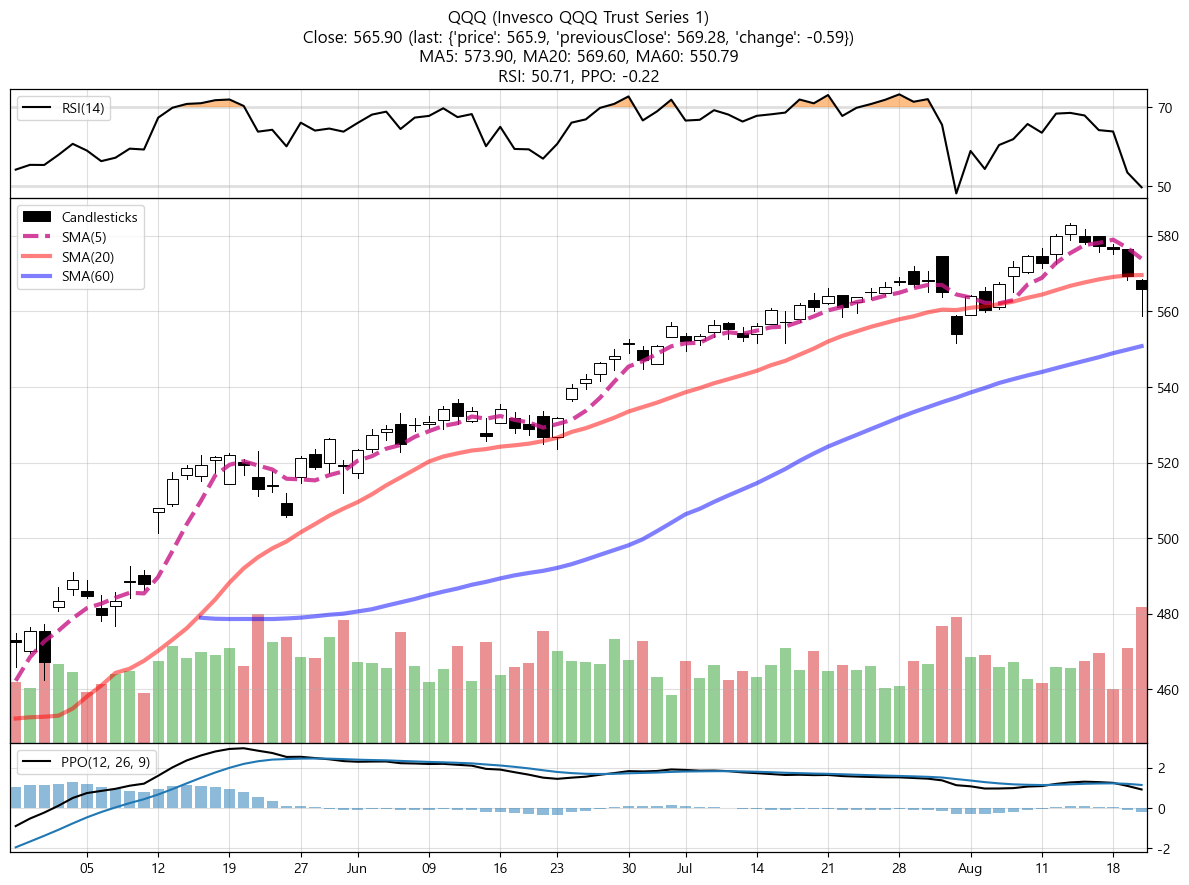 QQQ (Invesco QQQ Trust Series 1)
Close: 565.90 (last: {'price': 565.9, 'previousClose': 569.28, 'change': -0.59})
MA5: 573.90, MA20: 569.60, MA60: 550.79
RSI: 50.71, PPO: -0.22
RSI(14)
70
50
Candlesticks
SMA(5)
SMA(20)
SMA(60)
580
560
540
520
500
480
460
PPO(12, 26, 9)
2
0
-2
05 12 19 27 Jun 09 16 23 30 Jul 14 21 28 Aug 11 18